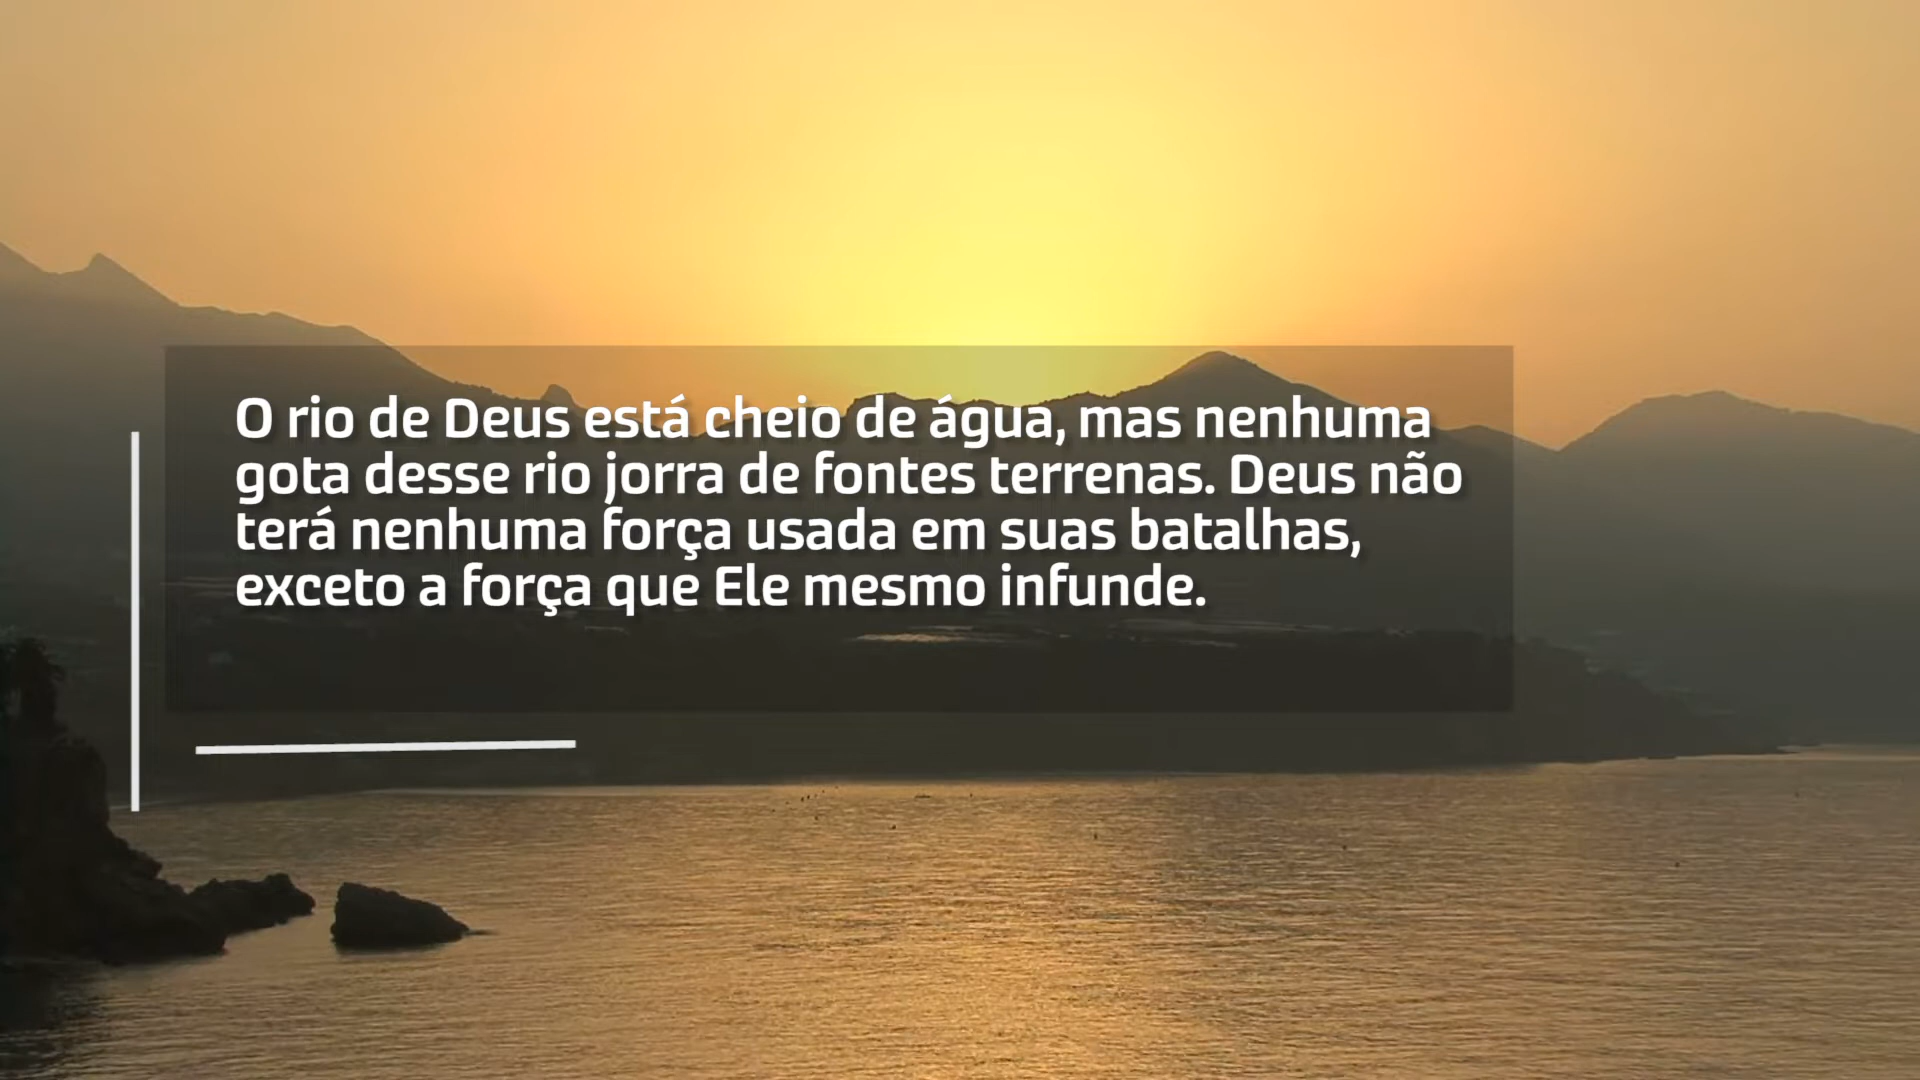 O rio de Deus está cheio de água, mas nenhuma
gota desse rio jorra de fontes terrenas. Deus não
terá nenhuma força usada em suas batalhas,
exceto a força que Ele mesmo infunde.